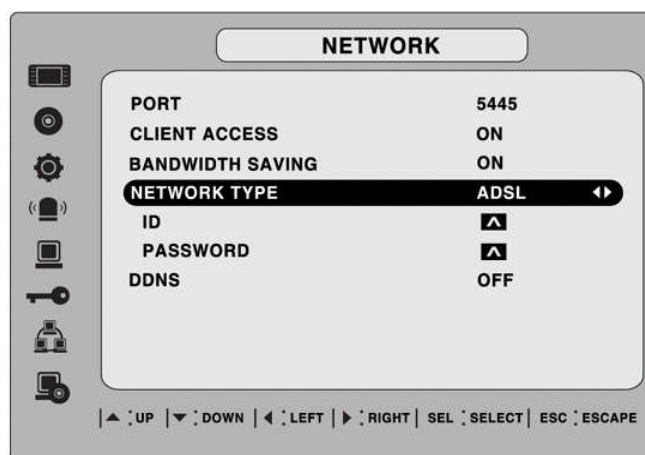 NETWORK
PORT 5445
CLIENT ACCESS ON
BANDWIDTH SAVING ON
NETWORK TYPE ADSL
ID
PASSWORD
DDNS OFF
▲ : UP | ▼ : DOWN | ◀ : LEFT | ▶ : RIGHT | SEL : SELECT | ESC : ESCAPE